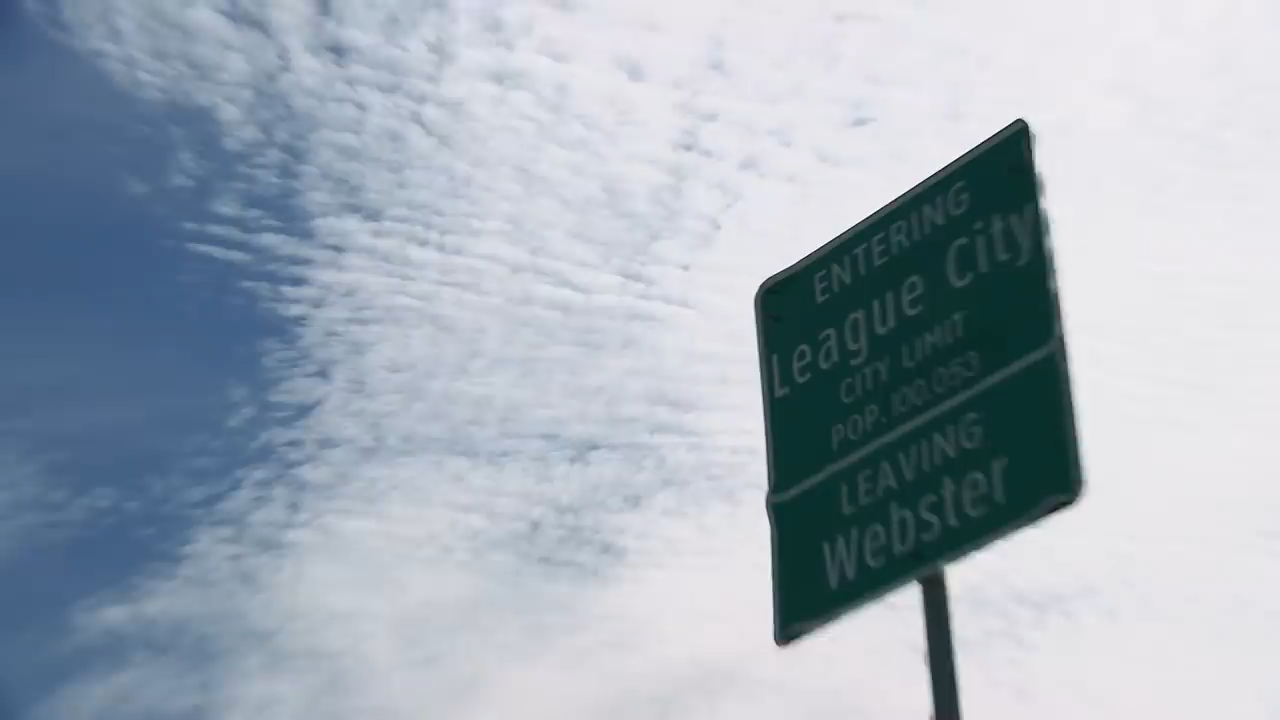 ENTERING
League City
CITY LIMIT
POP. 100,053
LEAVING
Webster